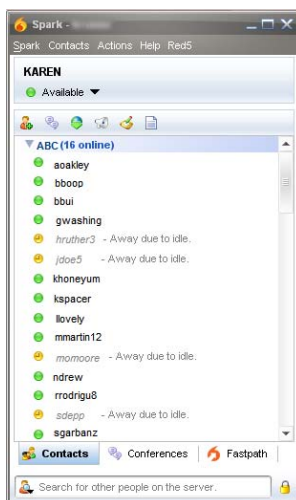 Spark -
Spark Contacts Actions Help Red5
KAREN
Available
ABC (16 online)
aoakley
bboop
bbui
gwashing
hruther3 - Away due to idle.
jdoe5 - Away due to idle.
khoneyum
kspacer
llovely
mmartin12
momoore - Away due to idle.
ndrew
rrodrigu8
sdepp - Away due to idle.
sgarbanz
Contacts Conferences Fastpath
Search for other people on the server.